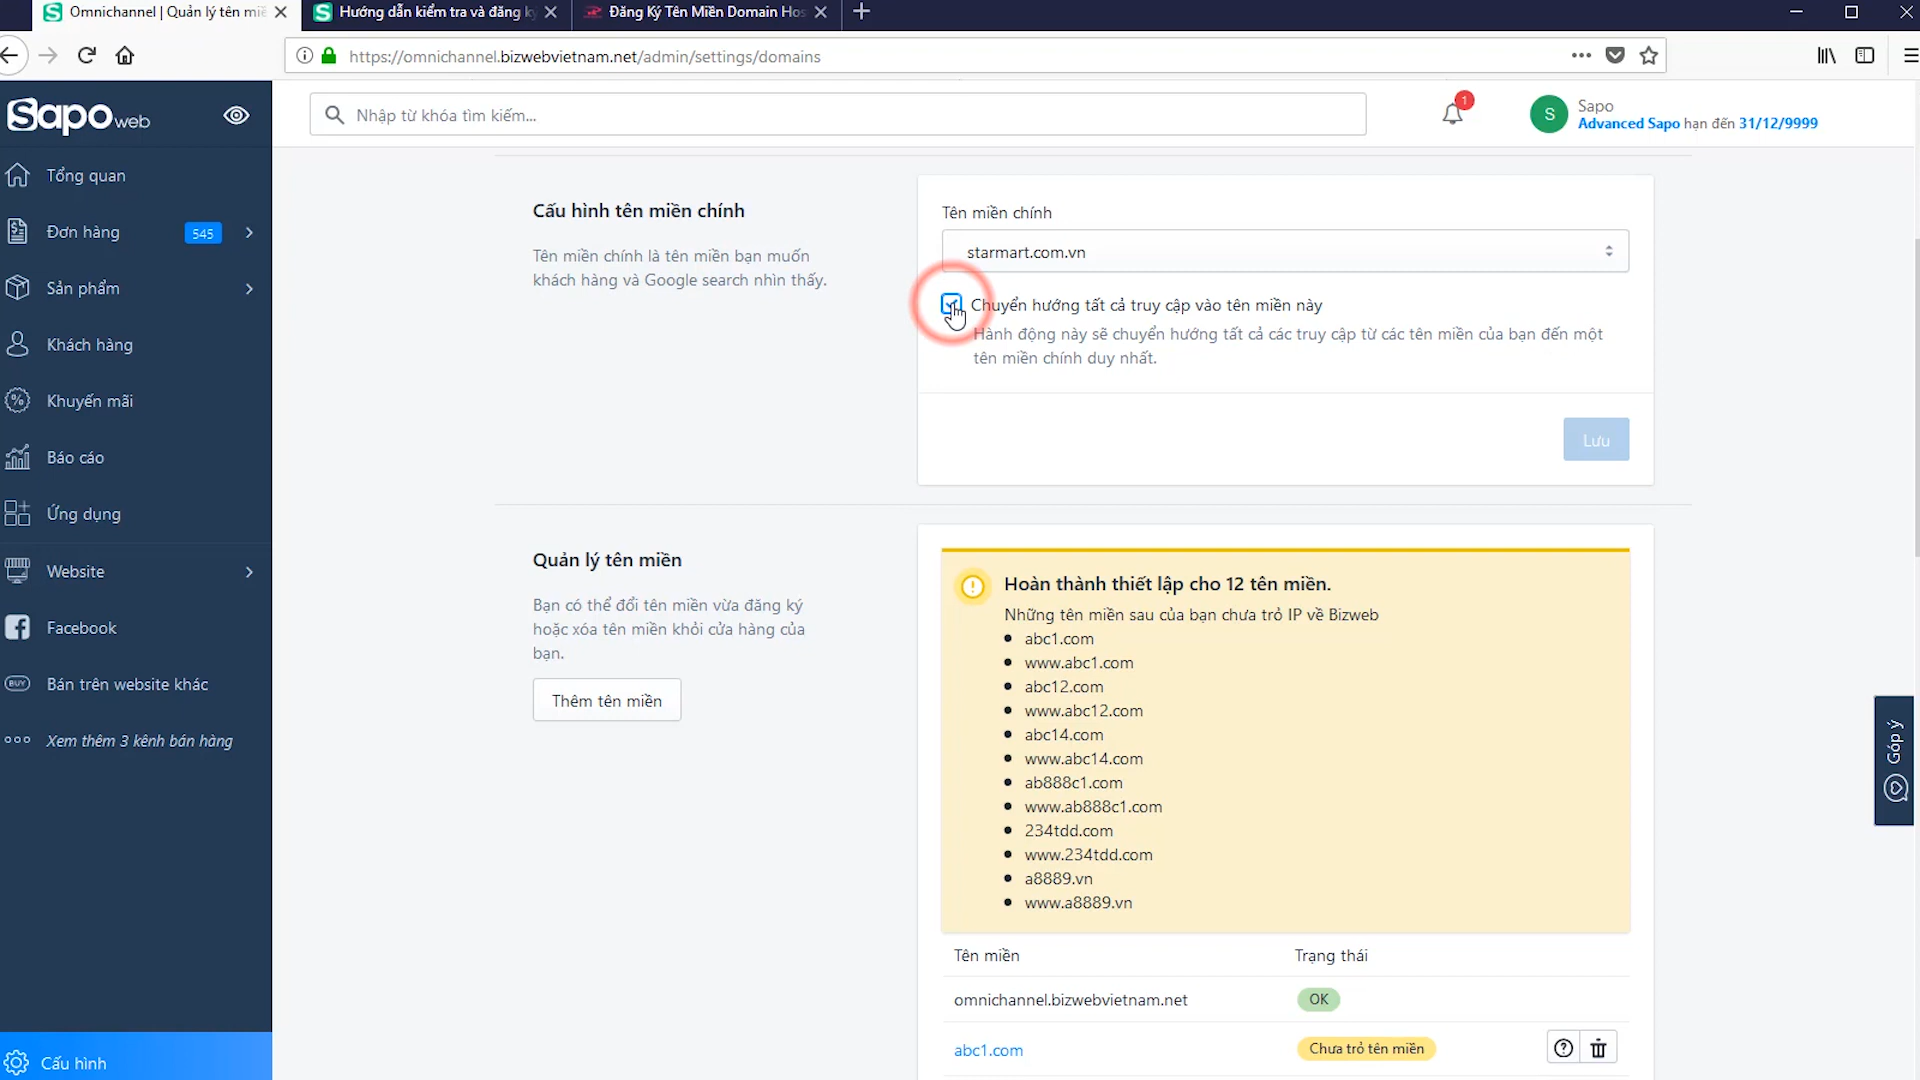 Omnichannel | Quản lý tên miề
Hướng dẫn kiểm tra và đăng ký
Đăng Ký Tên Miền Domain Hos
https://omnichannel.bizwebvietnam.net/admin/settings/domains
Sapo web
Nhập từ khóa tìm kiếm...
1
S
Sapo
Advanced Sapo hạn đến 31/12/9999
Tổng quan
Đơn hàng 545
Sản phẩm
Khách hàng
Khuyến mãi
Báo cáo
Ứng dụng
Website
Facebook
BUY Bán trên website khác
Xem thêm 3 kênh bán hàng
Cấu hình
Cấu hình tên miền chính
Tên miền chính là tên miền bạn muốn
khách hàng và Google search nhìn thấy.
Tên miền chính
starmart.com.vn
Chuyển hướng tất cả truy cập vào tên miền này
Hành động này sẽ chuyển hướng tất cả các truy cập từ các tên miền của bạn đến một
tên miền chính duy nhất.
Lưu
Quản lý tên miền
Bạn có thể đổi tên miền vừa đăng ký
hoặc xóa tên miền khỏi cửa hàng của
bạn.
Thêm tên miền
Hoàn thành thiết lập cho 12 tên miền.
Những tên miền sau của bạn chưa trỏ IP về Bizweb
abc1.com
www.abc1.com
abc12.com
www.abc12.com
abc14.com
www.abc14.com
ab888c1.com
www.ab888c1.com
234tdd.com
www.234tdd.com
a8889.vn
www.a8889.vn
Tên miền Trạng thái
omnichannel.bizwebvietnam.net OK
abc1.com Chưa trỏ tên miền
Góp ý